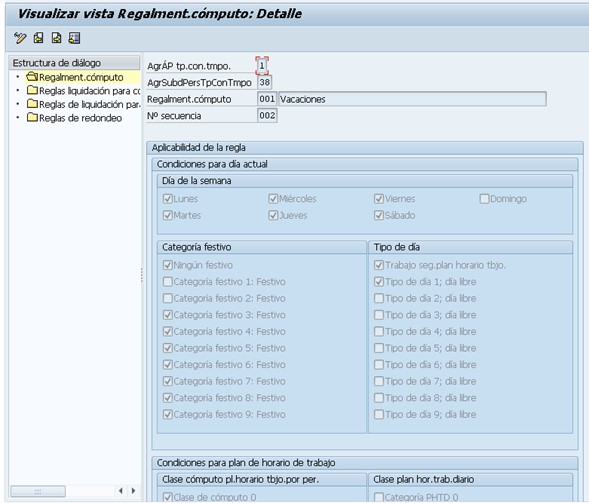 Visualizar vista Regalment.cómputo: Detalle
Estructura de diálogo
Regalment.cómputo
Reglas liquidación para co
Reglas de liquidación par
Reglas de redondeo
AgrÁP tp.con.tmpo. 1
AgrSubdPersTpConTmpo 38
Regalment.cómputo 001 Vacaciones
Nº secuencia 002
Aplicabilidad de la regla
Condiciones para día actual
Día de la semana
Lunes Miércoles Viernes Domingo
Martes Jueves Sábado
Categoría festivo Tipo de día
Ningún festivo Trabajo seg.plan horario tbjo.
Categoría festivo 1: Festivo Tipo de día 1; día libre
Categoría festivo 2: Festivo Tipo de día 2; día libre
Categoría festivo 3: Festivo Tipo de día 3; día libre
Categoría festivo 4: Festivo Tipo de día 4; día libre
Categoría festivo 5: Festivo Tipo de día 5; día libre
Categoría festivo 6: Festivo Tipo de día 6; día libre
Categoría festivo 7: Festivo Tipo de día 7; día libre
Categoría festivo 8: Festivo Tipo de día 8; día libre
Categoría festivo 9: Festivo Tipo de día 9; día libre
Condiciones para plan de horario de trabajo
Clase cómputo pl.horario tbjo.por per. Clase plan hor.trab.diario
Clase de cómputo 0 Categoría PHTD 0